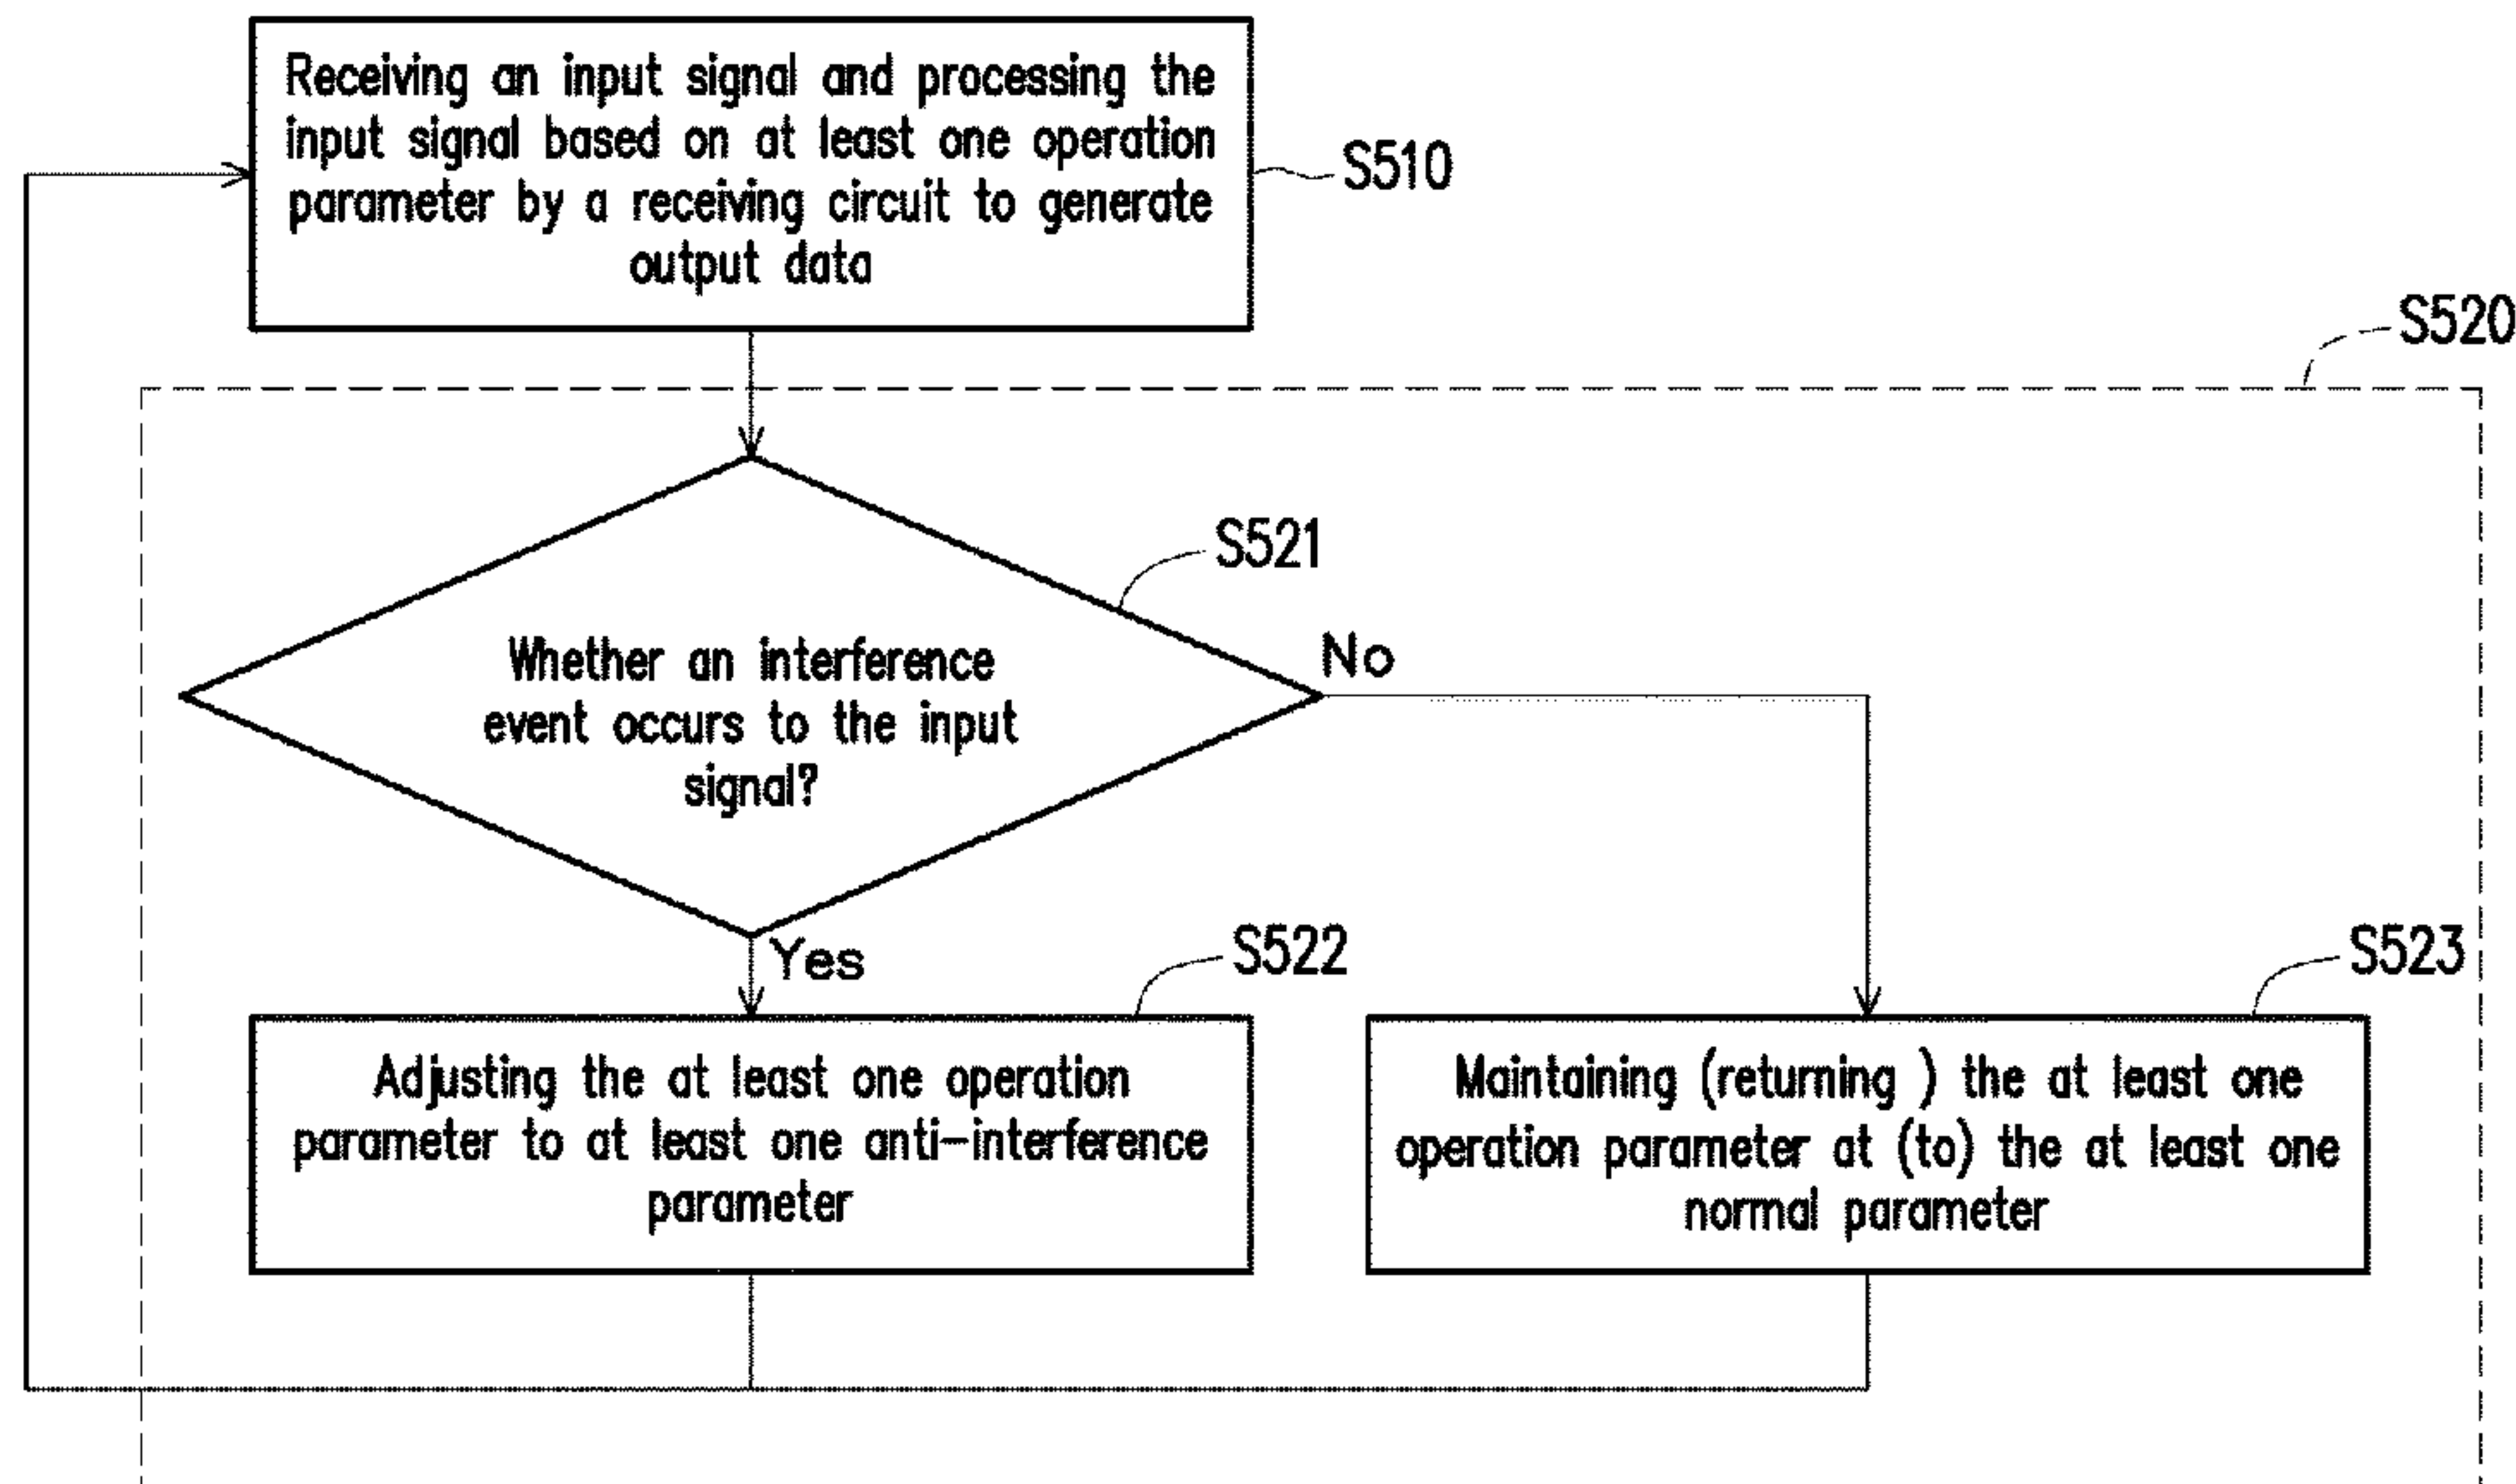 Receiving an input signal and processing the
input signal based on at least one operation
parameter by a receiving circuit to generate
output data
S510
S520
S521
Whether an interference
event occurs to the input
signal?
No
Yes
S522
S523
Adjusting the at least one operation
parameter to at least one anti-interference
parameter
Maintaining (returning ) the at least one
operation parameter at (to) the at least one
normal parameter